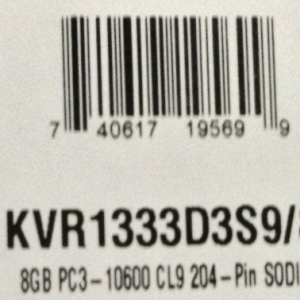 7 40617 19569 9
KVR1333D3S9/
8GB PC3-10600 CL9 204-Pin SODI